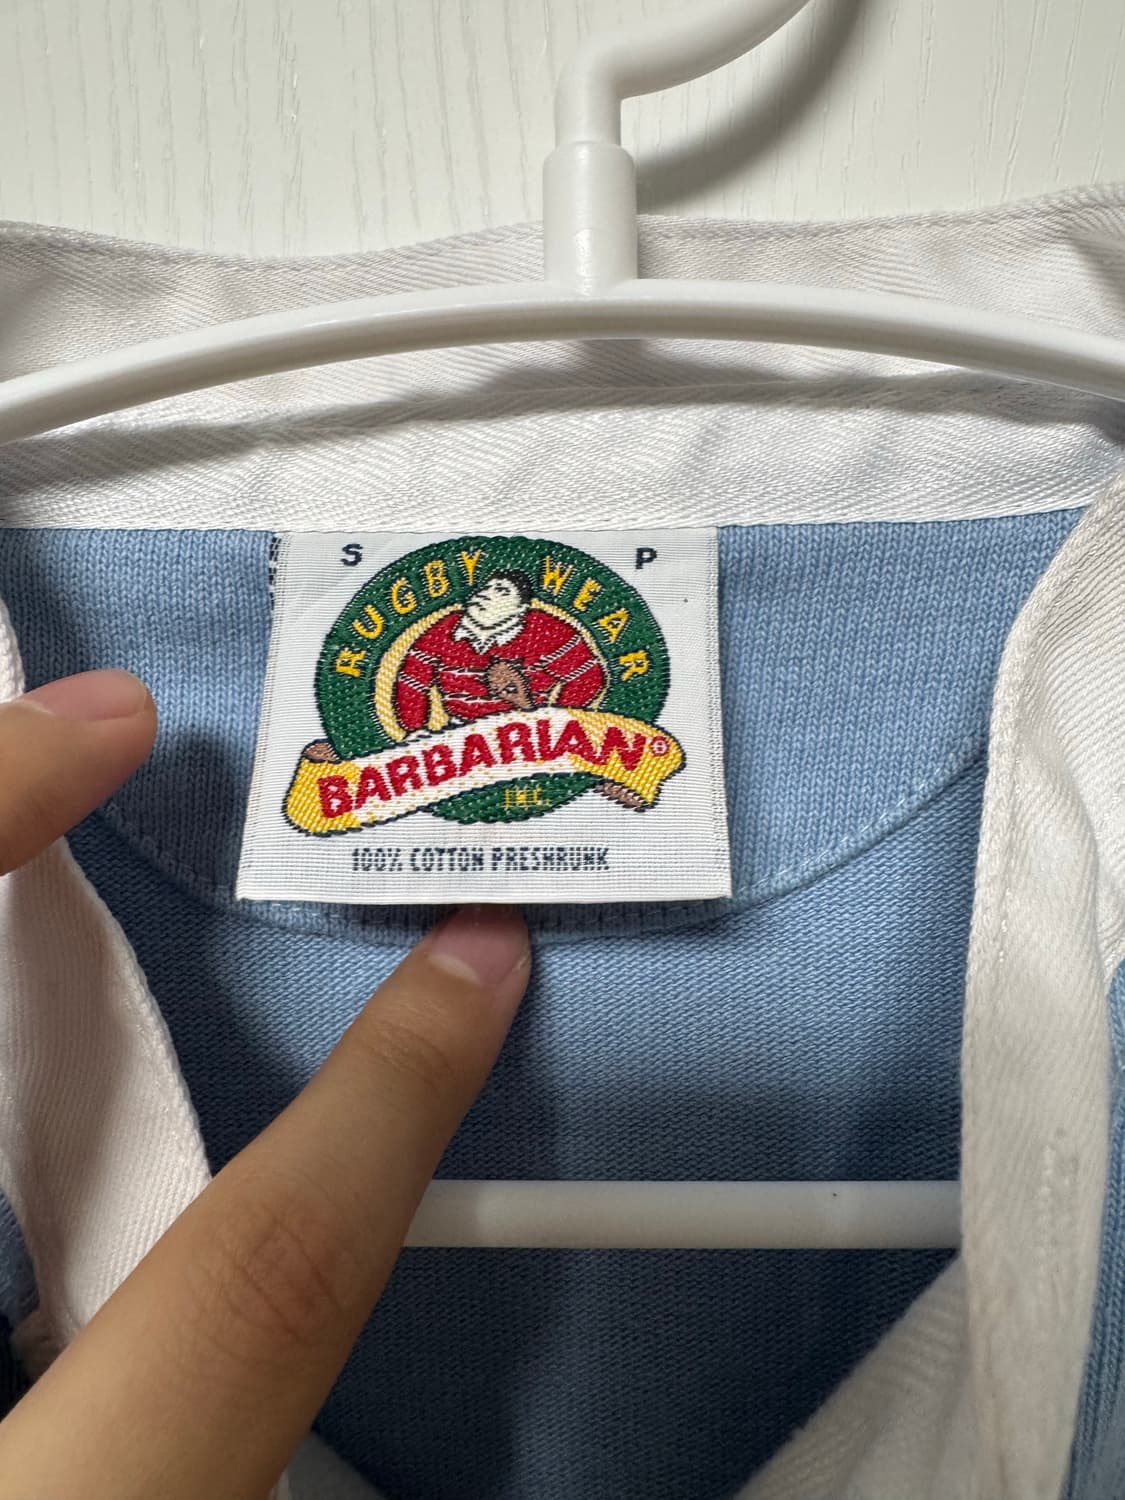 S P
RUGBY WEAR
BARBARIAN®
INC.
100% COTTON PRESHRUNK